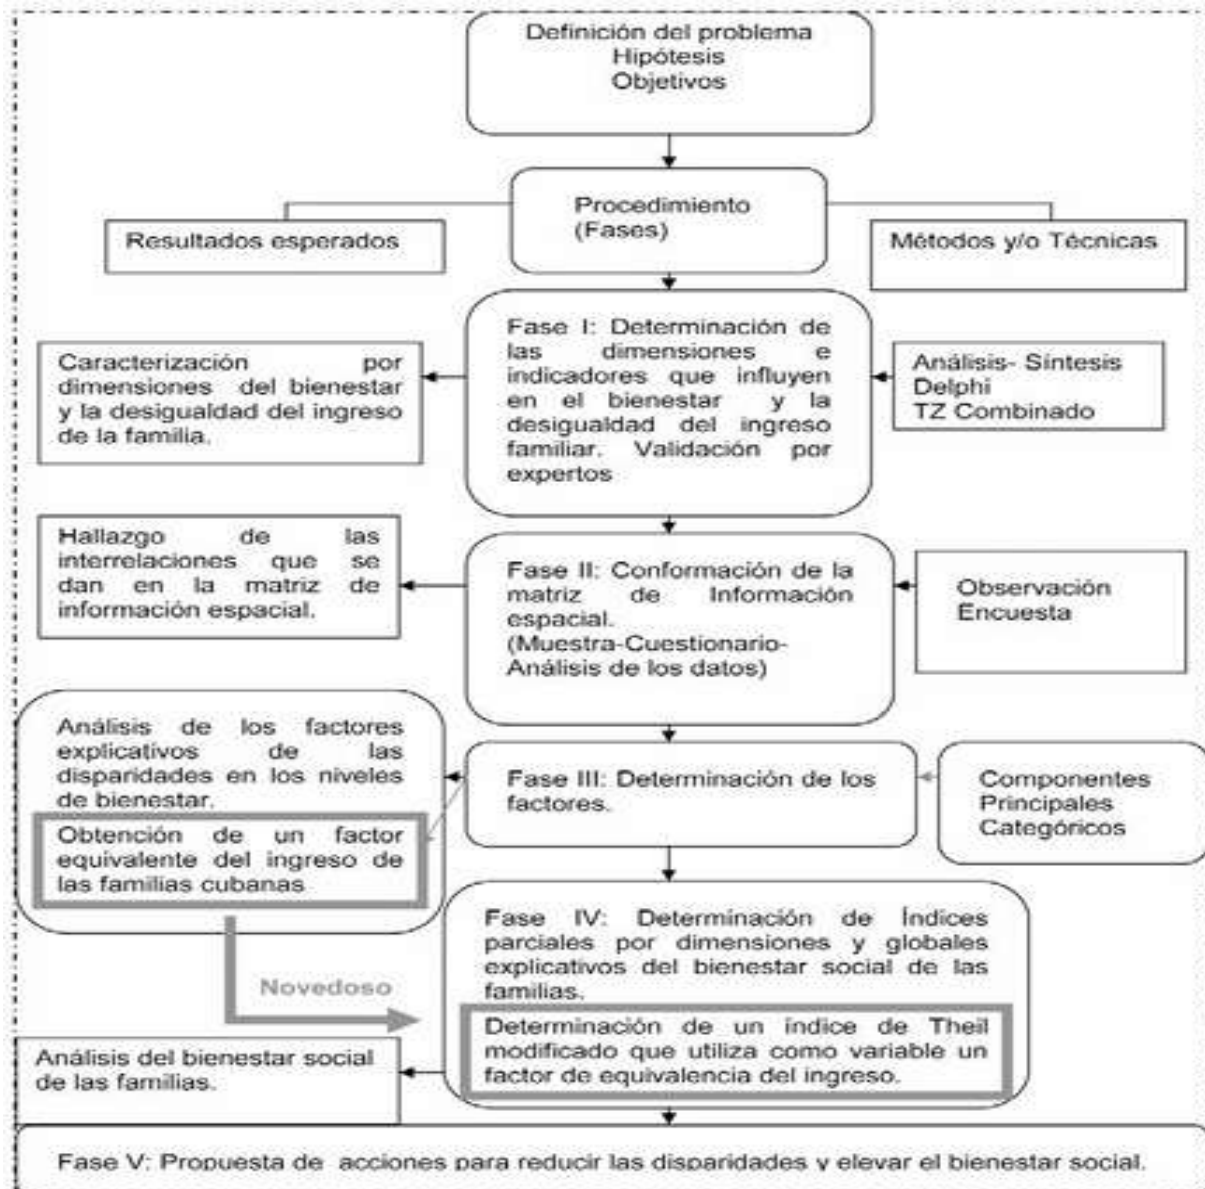 Definición del problema
Hipótesis
Objetivos
Procedimiento
(Fases)
Resultados esperados
Métodos y/o Técnicas
Fase I: Determinación de
las dimensiones e
indicadores que influyen
en el bienestar y la
desigualdad del ingreso
familiar. Validación por
expertos
Caracterización por
dimensiones del bienestar
y la desigualdad del ingreso
de la familia.
Análisis- Síntesis
Delphi
TZ Combinado
Hallazgo de las
interrelaciones que se
dan en la matriz de
información espacial.
Fase II: Conformación de la
matriz de Información
espacial.
(Muestra-Cuestionario-
Análisis de los datos)
Observación
Encuesta
Análisis de los factores
explicativos de las
disparidades en los niveles
de bienestar.
Obtención de un factor
equivalente del ingreso de
las familias cubanas
Fase III: Determinación de los
factores.
Componentes
Principales
Categóricos
Novedoso
Fase IV: Determinación de Índices
parciales por dimensiones y globales
explicativos del bienestar social de las
familias.
Determinación de un índice de Theil
modificado que utiliza como variable un
factor de equivalencia del ingreso.
Análisis del bienestar social
de las familias.
Fase V: Propuesta de acciones para reducir las disparidades y elevar el bienestar social.